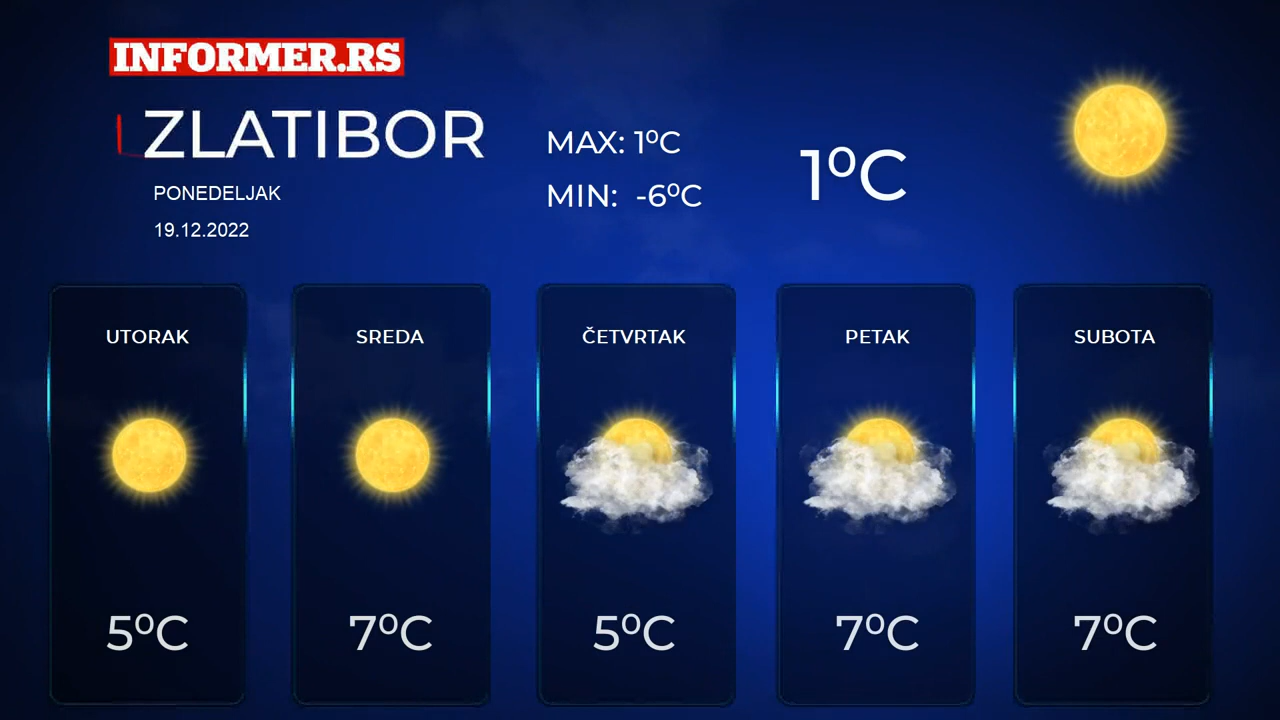 INFORMER.RS
ZLATIBOR
PONEDELJAK
19.12.2022
MAX: 1ºC
MIN: -6ºC
1ºC
UTORAK
5ºC
SREDA
7ºC
ČETVRTAK
5ºC
PETAK
7ºC
SUBOTA
7ºC